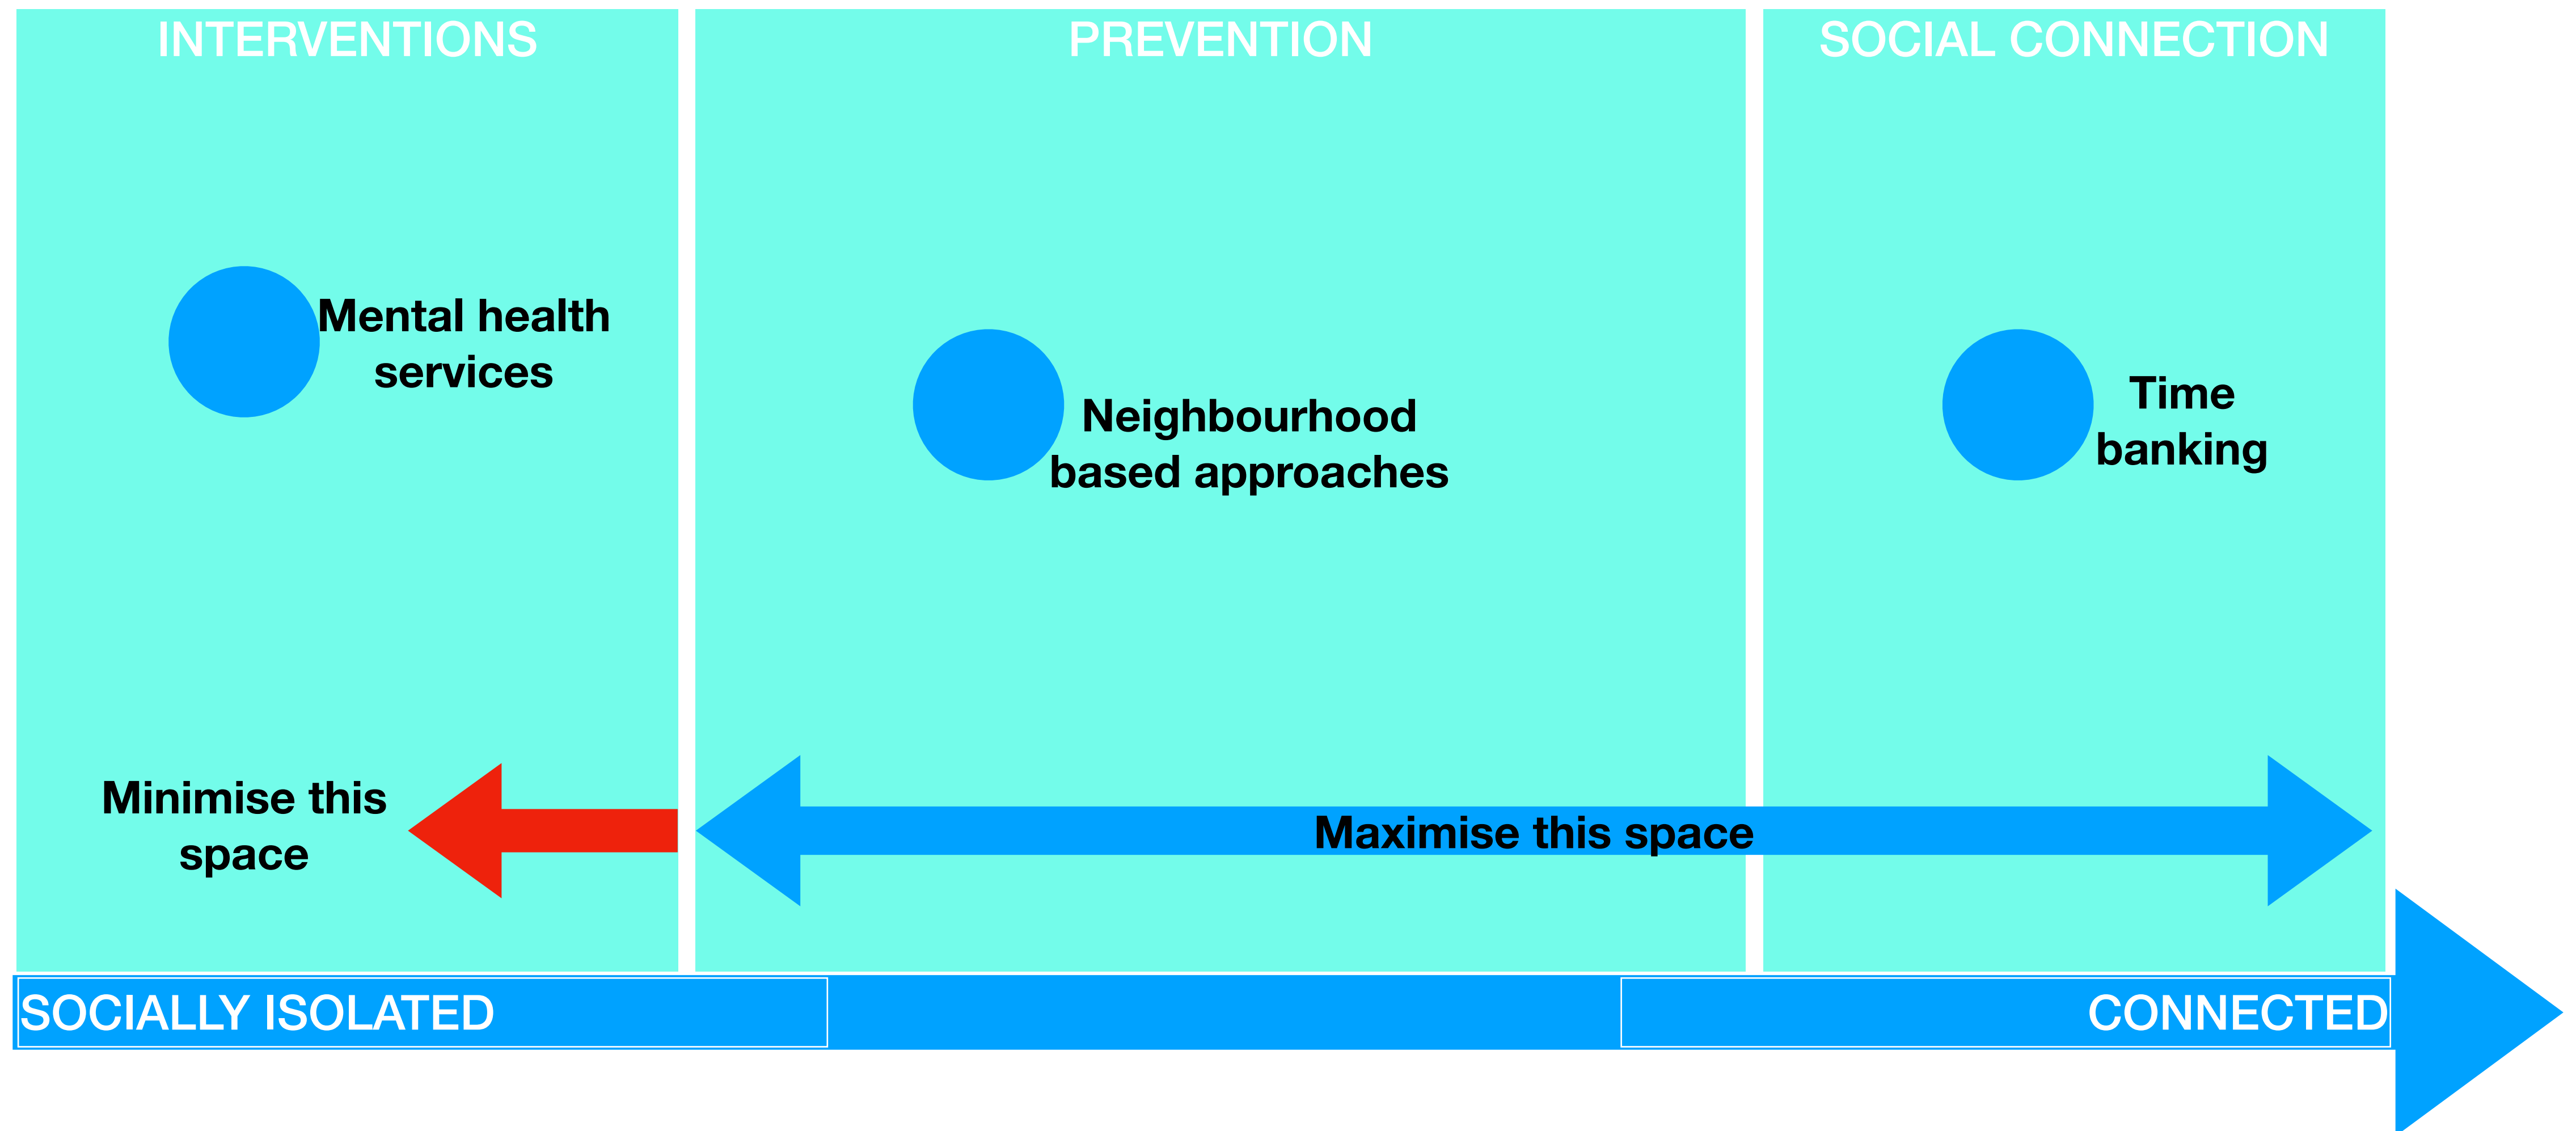 INTERVENTIONS
PREVENTION
SOCIAL CONNECTION
Mental health
services
Neighbourhood
based approaches
Time
banking
Minimise this
space
Maximise this space
SOCIALLY ISOLATED
CONNECTED